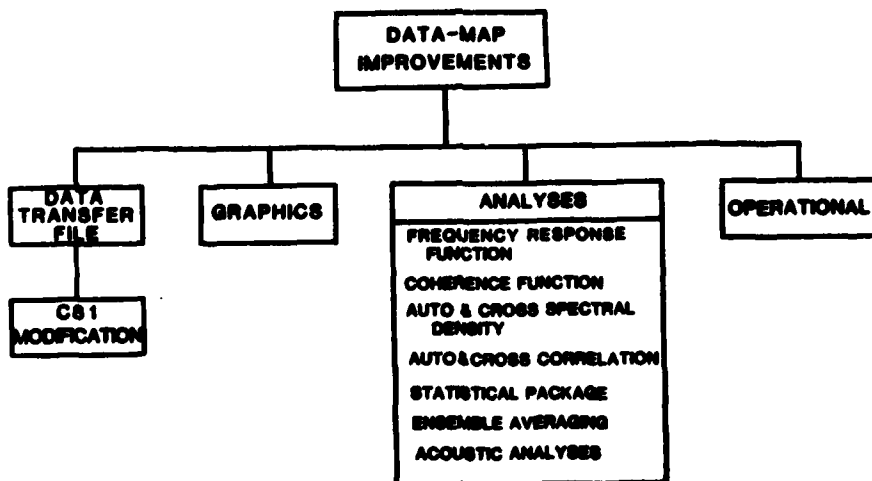 DATA-MAP
IMPROVEMENTS
DATA
TRANSFER
FILE
GRAPHICS
ANALYSES
OPERATIONAL
C81
MODIFICATION
FREQUENCY RESPONSE
FUNCTION
COHERENCE FUNCTION
AUTO & CROSS SPECTRAL
DENSITY
AUTO & CROSS CORRELATION
STATISTICAL PACKAGE
ENSEMBLE AVERAGING
ACOUSTIC ANALYSES